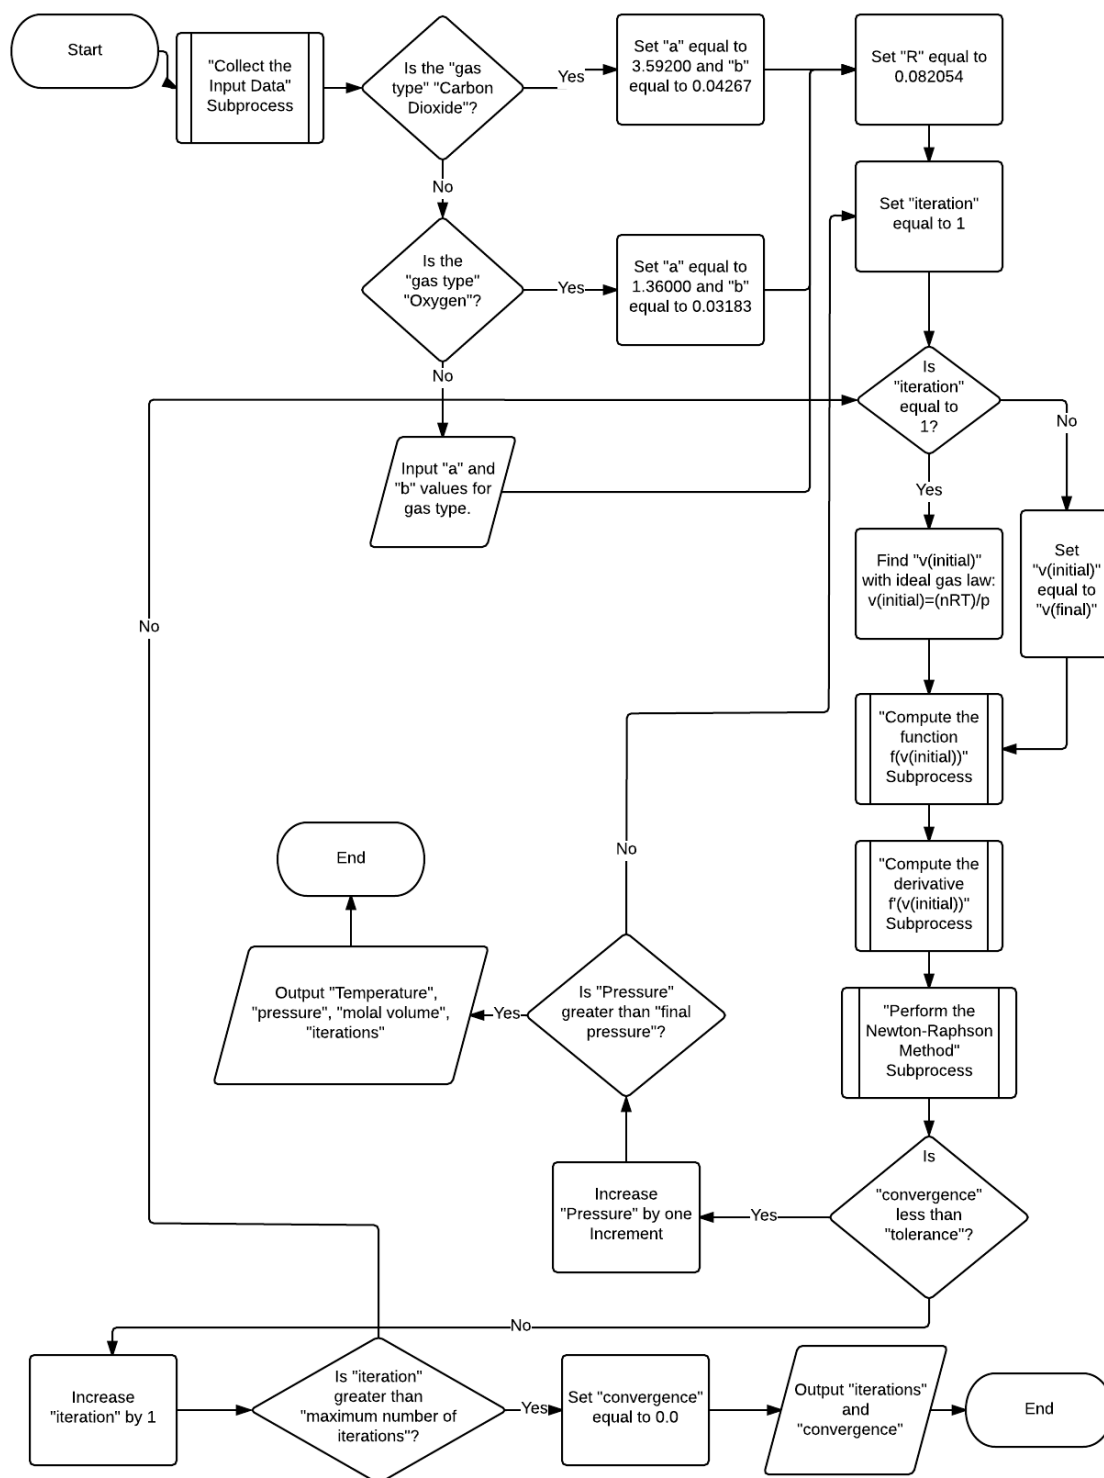 Start
"Collect the
Input Data"
Subprocess
Is the "gas
type" "Carbon
Dioxide"?
Yes
Set "a" equal to
3.59200 and "b"
equal to 0.04267
Set "R" equal to
0.082054
No
Set "iteration"
equal to 1
Is the
"gas type"
"Oxygen"?
Yes
Set "a" equal to
1.36000 and "b"
equal to 0.03183
No
Is
"iteration"
equal to
1?
No
Input "a" and
"b" values for
gas type.
Yes
Find "v(initial)"
with ideal gas law:
v(initial)=(nRT)/p
Set
"v(initial)"
equal to
"v(final)"
No
"Compute the
function
f(v(initial))"
Subprocess
No
End
"Compute the
derivative
f'(v(initial))"
Subprocess
Output "Temperature",
"pressure", "molal volume",
"iterations"
Yes
Is "Pressure"
greater than "final
pressure"?
"Perform the
Newton-Raphson
Method"
Subprocess
Increase
"Pressure" by one
Increment
Yes
Is
"convergence"
less than
"tolerance"?
No
Increase
"iteration" by 1
Is "iteration"
greater than
"maximum number of
iterations"?
Yes
Set "convergence"
equal to 0.0
Output "iterrations"
and
"convergence"
End